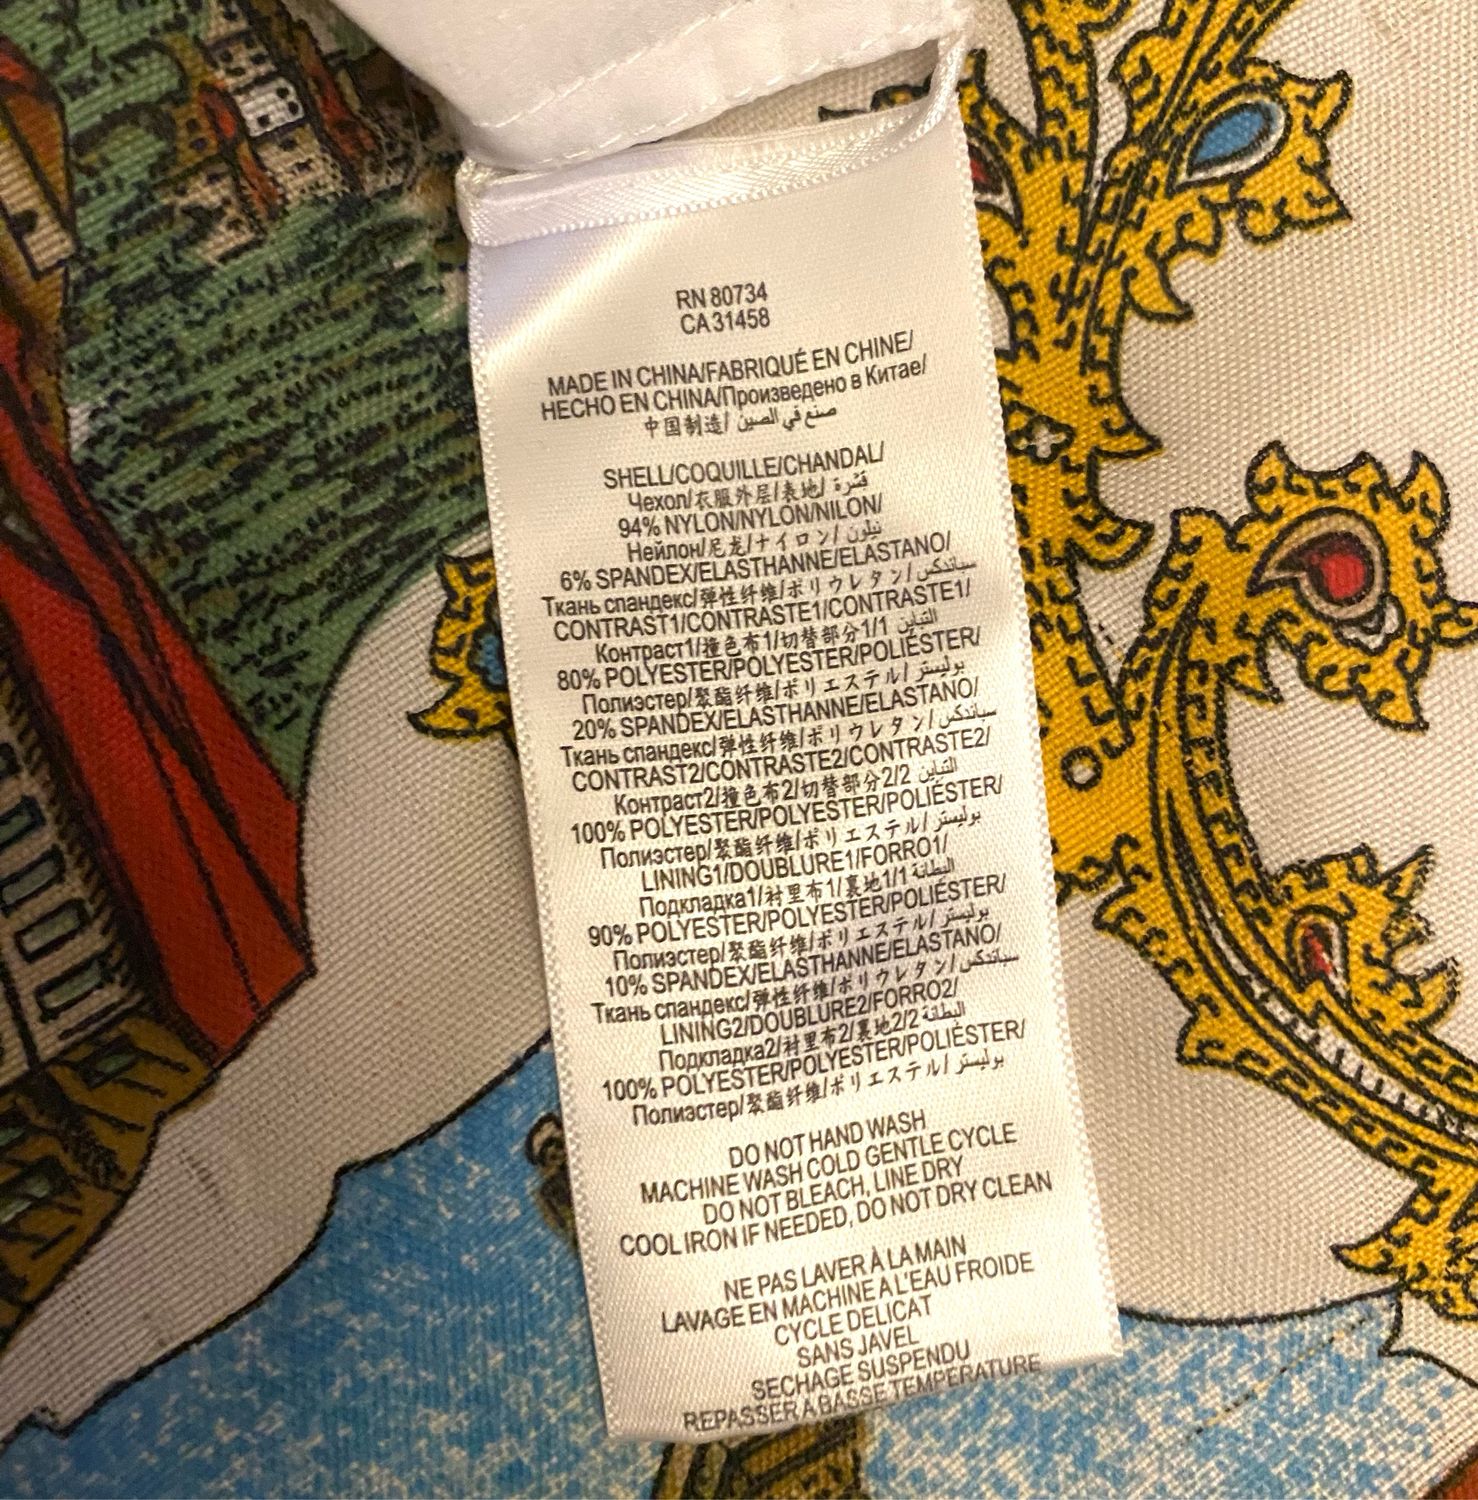 RN 80734
CA 31458
MADE IN CHINA/FABRIQUÉ EN CHINE/
HECHO EN CHINA/Произведено в Китае/
中国制造/ صنع في الصين
SHELL/COQUILLE/CHANDAL/
Чехол/衣服外层/表地/ قشرة
94% NYLON/NYLON/NILON/
Нейлон/尼龙/ナイロン/ نيلون
6% SPANDEX/ELASTHANNE/ELASTANO/
Ткань спандекс/弹性纤维/ポリウレタン/ سباندكس
CONTRAST1/CONTRASTE1/CONTRASTE1/
Контраст1/撞色布1/切替部分1/1 التباين
80% POLYESTER/POLYESTER/POLIÉSTER/
Полиэстер/聚酯纤维/ポリエステル/ بوليستر
20% SPANDEX/ELASTHANNE/ELASTANO/
Ткань спандекс/弹性纤维/ポリウレタン/ سباندكس
CONTRAST2/CONTRASTE2/CONTRASTE2/
Контраст2/撞色布2/切替部分2/2 التباين
100% POLYESTER/POLYESTER/POLIÉSTER/
Полиэстер/聚酯纤维/ポリエステル/ بوليستر
LINING1/DOUBLURE1/FORRO1/
Подкладка1/衬里布1/裏地1/1 البطانة
90% POLYESTER/POLYESTER/POLIÉSTER/
Полиэстер/聚酯纤维/ポリエステル/ بوليستر
10% SPANDEX/ELASTHANNE/ELASTANO/
Ткань спандекс/弹性纤维/ポリウレタン/ سباندكس
LINING2/DOUBLURE2/FORRO2/
Подкладка2/衬里布2/裏地2/2 البطانة
100% POLYESTER/POLYESTER/POLIÉSTER/
Полиэстер/聚酯纤维/ポリエステル/ بوليستر
DO NOT HAND WASH
MACHINE WASH COLD GENTLE CYCLE
DO NOT BLEACH, LINE DRY
COOL IRON IF NEEDED, DO NOT DRY CLEAN
NE PAS LAVER À LA MAIN
LAVAGE EN MACHINE A L'EAU FROIDE
CYCLE DELICAT
SANS JAVEL
SECHAGE SUSPENDU
REPASSER A BASSE TEMPERATURE